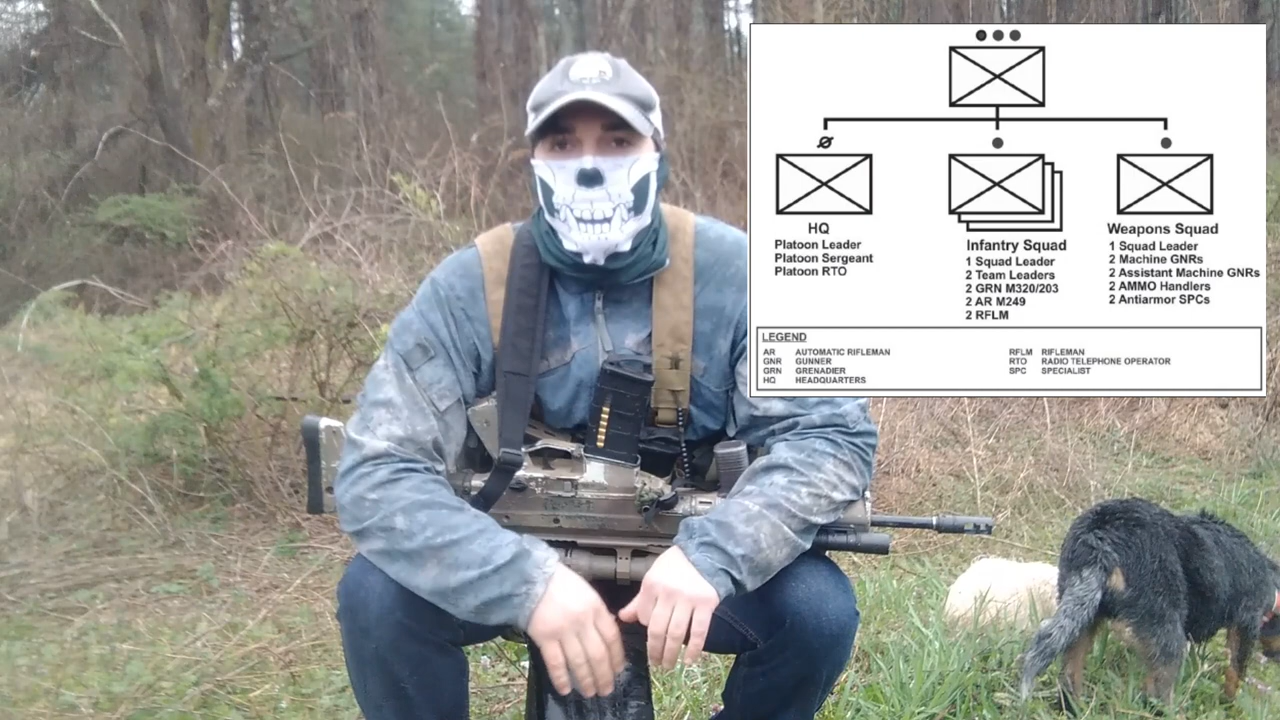 HQ
Platoon Leader
Platoon Sergeant
Platoon RTO
Infantry Squad
1 Squad Leader
2 Team Leaders
2 GRN M320/203
2 AR M249
2 RFLM
Weapons Squad
1 Squad Leader
2 Machine GNRs
2 Assistant Machine GNRs
2 AMMO Handlers
2 Antiarmor SPCs
LEGEND
AR AUTOMATIC RIFLEMAN
GNR GUNNER
GRN GRENADIER
HQ HEADQUARTERS
RFLM RIFLEMAN
RTO RADIO TELEPHONE OPERATOR
SPC SPECIALIST